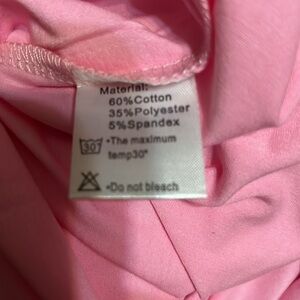 Material:
60%Cotton
35%Polyester
5%Spandex
30 •The maximum
temp30°
•Do not bleach